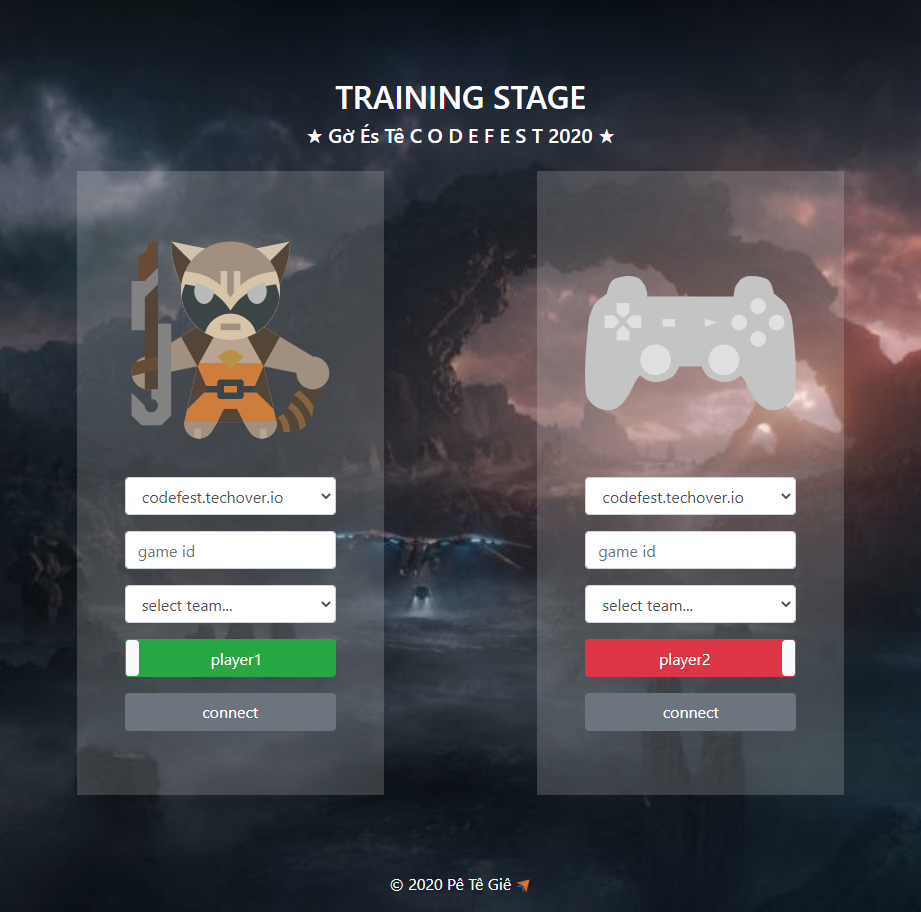 TRAINING STAGE
★ Gờ És Tê C O D E F E S T 2020 ★
codefest.techover.io
game id
select team...
player1
connect
codefest.techover.io
game id
select team...
player2
connect
© 2020 Pê Tê Giê